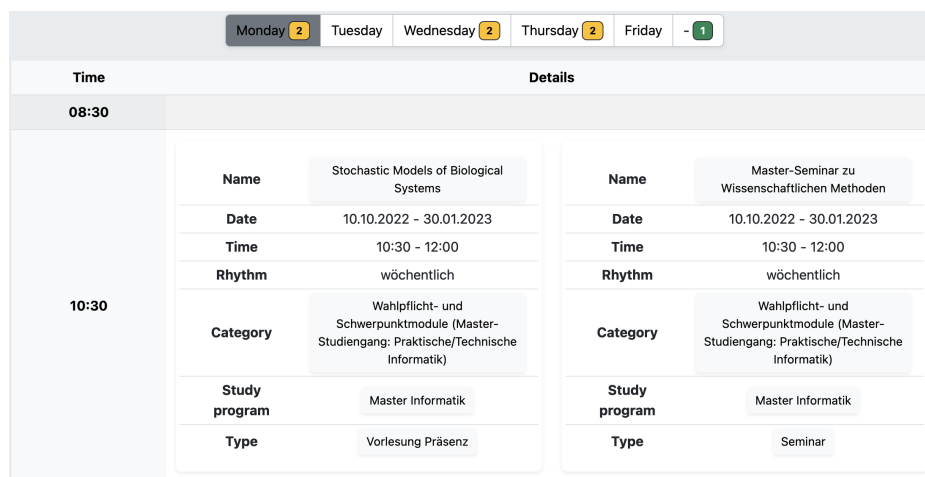 Monday 2 Tuesday Wednesday 2 Thursday 2 Friday - 1
Time Details
08:30
10:30
Name Stochastic Models of Biological
Systems
Date 10.10.2022 - 30.01.2023
Time 10:30 - 12:00
Rhythm wöchentlich
Category Wahlpflicht- und
Schwerpunktmodule (Master-
Studiengang: Praktische/Technische
Informatik)
Study
program Master Informatik
Type Vorlesung Präsenz
Name Master-Seminar zu
Wissenschaftlichen Methoden
Date 10.10.2022 - 30.01.2023
Time 10:30 - 12:00
Rhythm wöchentlich
Category Wahlpflicht- und
Schwerpunktmodule (Master-
Studiengang: Praktische/Technische
Informatik)
Study
program Master Informatik
Type Seminar